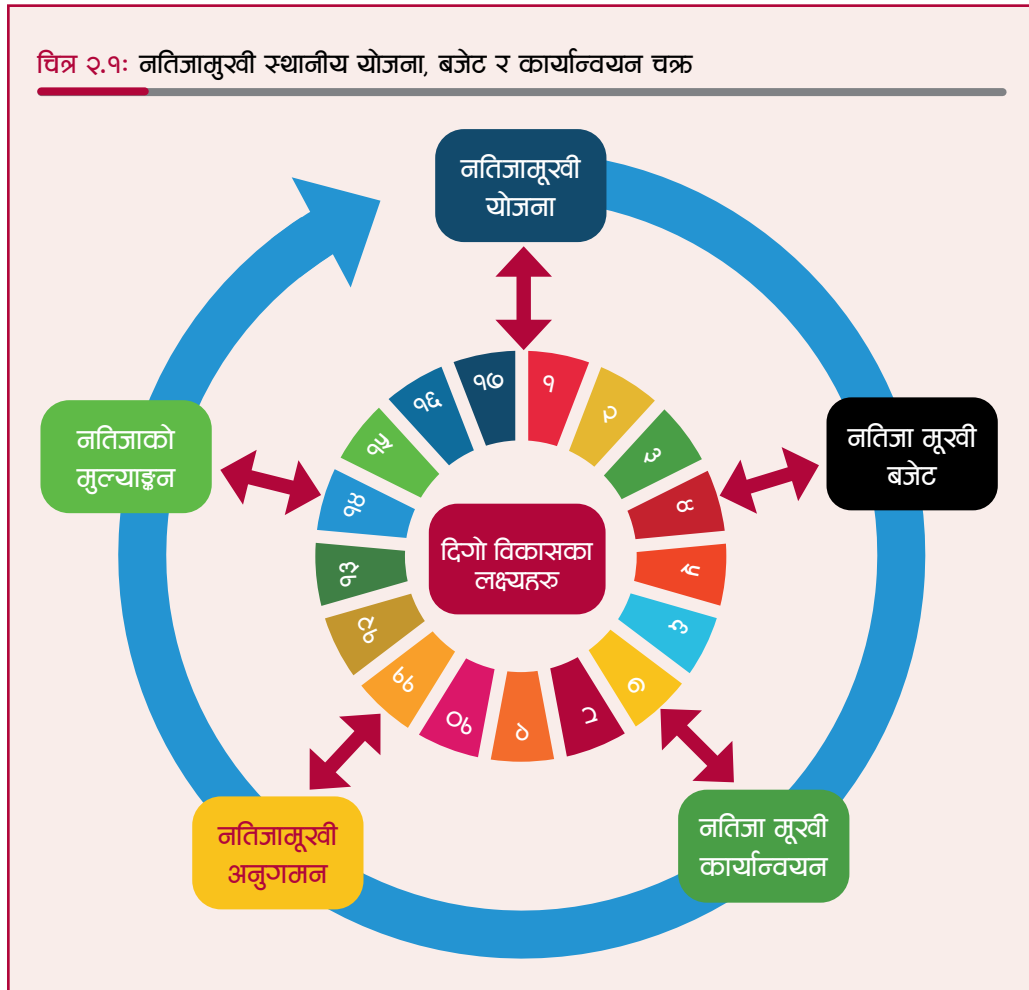 चित्र २.१: नतिजामुखी स्थानीय योजना, बजेट र कार्यान्वयन चक्र
नतिजामूखी
योजना
नतिजा मूखी
बजेट
नतिजा मूखी
कार्यान्वयन
नतिजामूखी
अनुगमन
नतिजाको
मुल्याङ्कन
दिगो विकासका
लक्ष्यहरु
१
२
३
४
५
६
७
८
९
१०
११
१२
१३
१४
१५
१६
१७